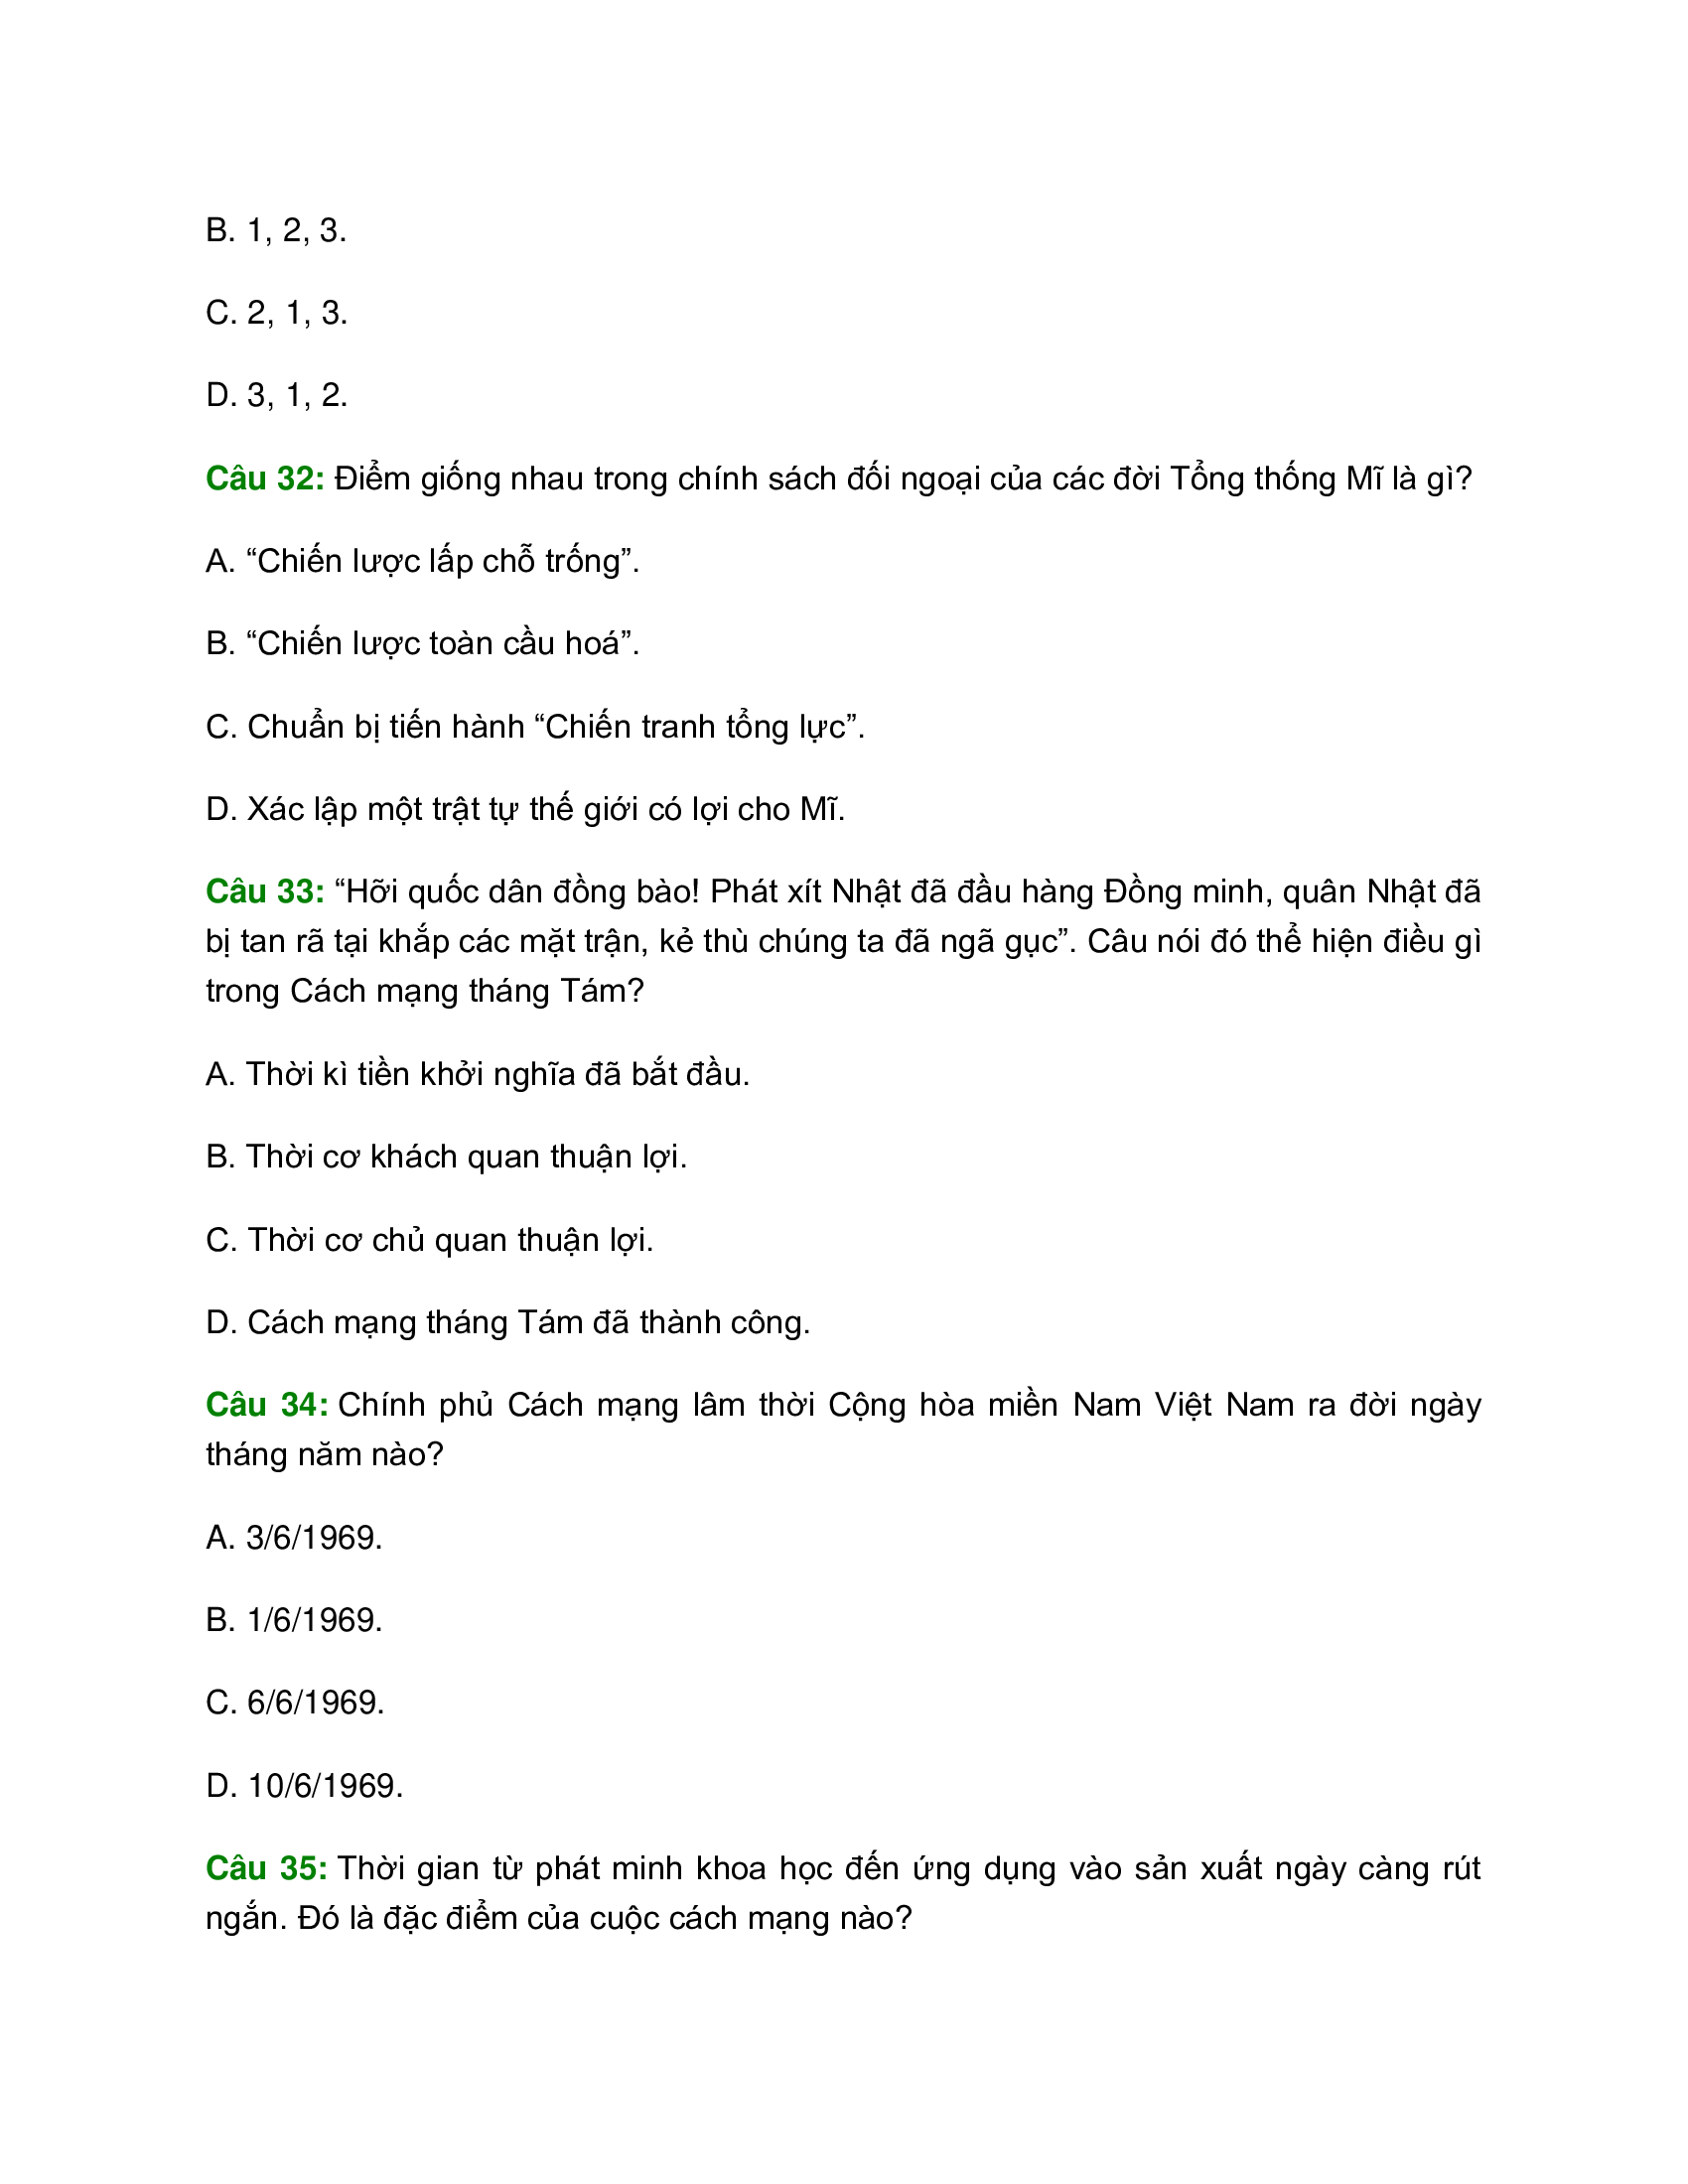 B. 1, 2, 3.
C. 2, 1, 3.
D. 3, 1, 2.
Câu 32: Điểm giống nhau trong chính sách đối ngoại của các đời Tổng thống Mĩ là gì?
A. “Chiến lược lấp chỗ trống”.
B. “Chiến lược toàn cầu hoá”.
C. Chuẩn bị tiến hành “Chiến tranh tổng lực”.
D. Xác lập một trật tự thế giới có lợi cho Mĩ.
Câu 33: “Hỡi quốc dân đồng bào! Phát xít Nhật đã đầu hàng Đồng minh, quân Nhật đã
bị tan rã tại khắp các mặt trận, kẻ thù chúng ta đã ngã gục”. Câu nói đó thể hiện điều gì
trong Cách mạng tháng Tám?
A. Thời kì tiền khởi nghĩa đã bắt đầu.
B. Thời cơ khách quan thuận lợi.
C. Thời cơ chủ quan thuận lợi.
D. Cách mạng tháng Tám đã thành công.
Câu 34: Chính phủ Cách mạng lâm thời Cộng hòa miền Nam Việt Nam ra đời ngày
tháng năm nào?
A. 3/6/1969.
B. 1/6/1969.
C. 6/6/1969.
D. 10/6/1969.
Câu 35: Thời gian từ phát minh khoa học đến ứng dụng vào sản xuất ngày càng rút
ngắn. Đó là đặc điểm của cuộc cách mạng nào?